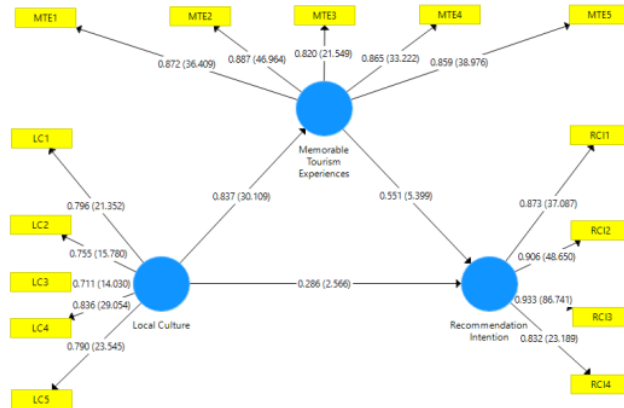 MTE1
MTE2
MTE3
MTE4
MTE5
0.872 (36.409)
0.887 (46.964)
0.820 (21.549)
0.865 (33.222)
0.859 (38.976)
Memorable
Tourism
Experiences
LC1
LC2
LC3
LC4
LC5
0.796 (21.352)
0.755 (15.780)
0.711 (14.030)
0.836 (29.054)
0.790 (23.545)
Local Culture
0.837 (30.109)
0.551 (5.399)
0.286 (2.566)
Recommendation
Intention
0.873 (37.087)
0.906 (48.650)
0.933 (86.741)
0.832 (23.189)
RCI1
RCI2
RCI3
RCI4